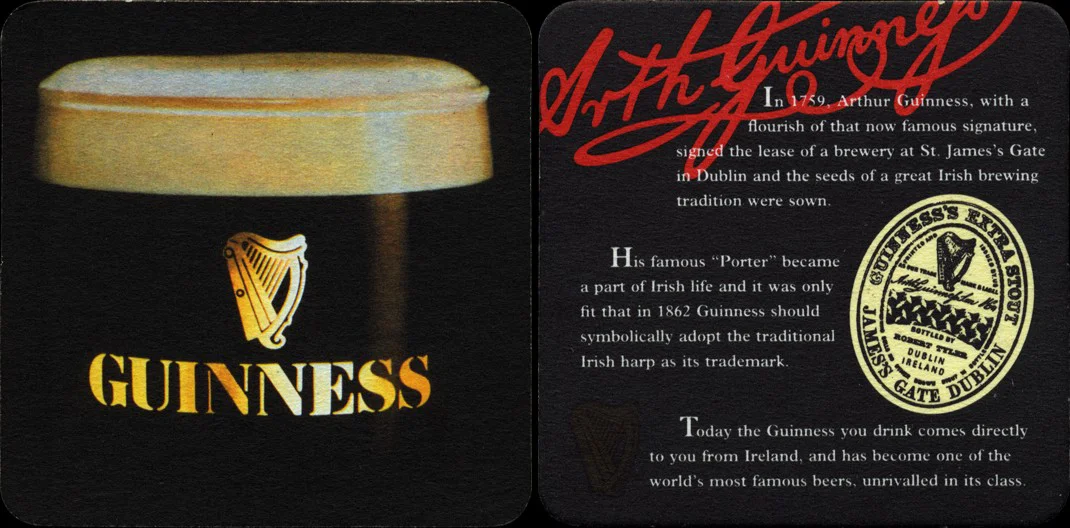 GUINNESS
Arth Guinness
In 1759, Arthur Guinness, with a
flourish of that now famous signature,
signed the lease of a brewery at St. James's Gate
in Dublin and the seeds of a great Irish brewing
tradition were sown.
His famous “Porter” became
a part of Irish life and it was only
fit that in 1862 Guinness should
symbolically adopt the traditional
Irish harp as its trademark.
GUINNESS'S EXTRA STOUT
TRADE MARK
BOTTLED BY
ROBERT TYLER
DUBLIN
IRELAND
JAMES'S GATE DUBLIN
Today the Guinness you drink comes directly
to you from Ireland, and has become one of the
world's most famous beers, unrivalled in its class.